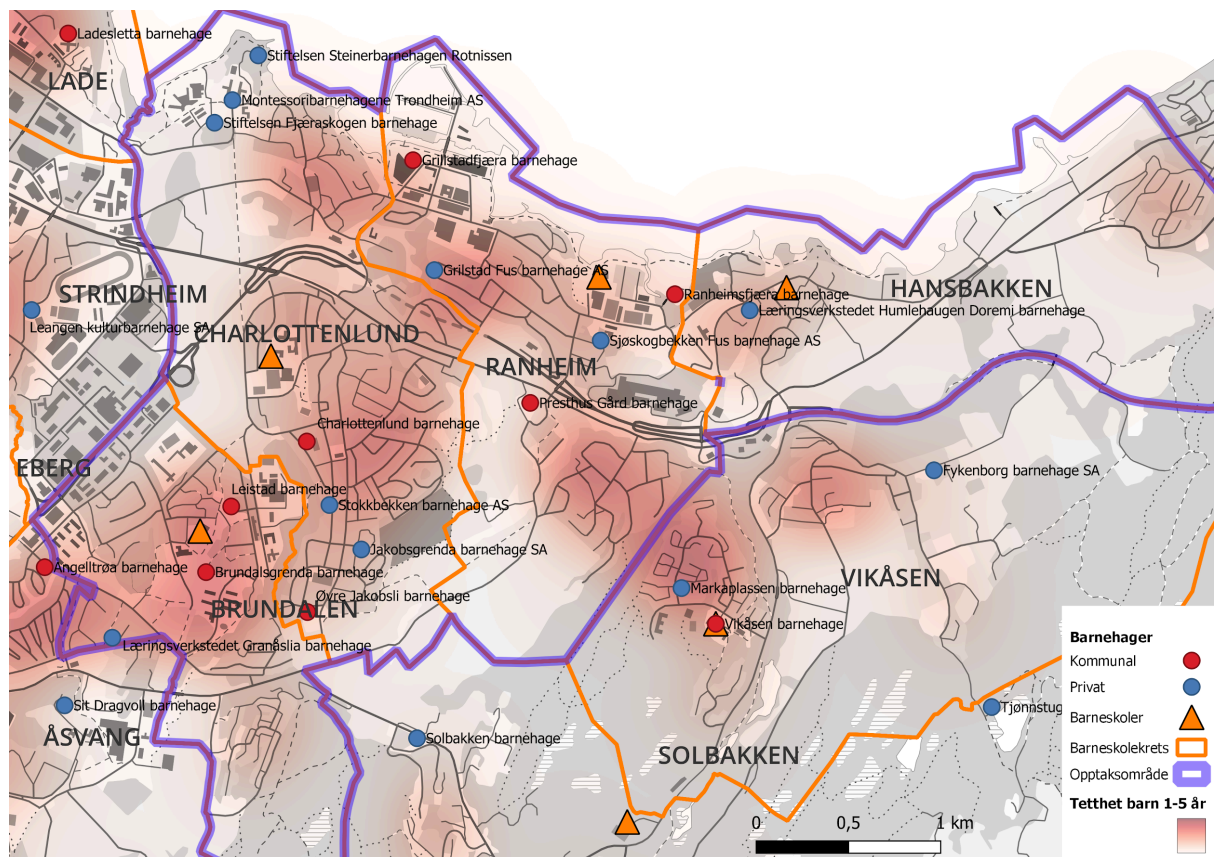 Ladesletta barnehage
Stiftelsen Steinerbarnehagen Rotnissen
LADE
Montessoribarnehagene Trondheim AS
Stiftelsen Fjæraskogen barnehage
Grillstadfjæra barnehage
Grilstad Fus barnehage AS
STRINDHEIM
Ranheimsfjæra barnehage
HANSBAKKEN
Læringsverkstedet Humlehaugen Doremi barnehage
Leangen kulturbarnehage SA
CHARLOTTENLUND
Sjøskogbekken Fus barnehage AS
RANHEIM
Presthus Gård barnehage
Charlottenlund barnehage
EBERG
Fykenborg barnehage SA
Leistad barnehage
Stokkbekken barnehage AS
Jakobsgrenda barnehage SA
Angelltrøa barnehage
Brundalsgrenda barnehage
VIKÅSEN
Markaplassen barnehage
Øvre Jakobsli barnehage
BRUNDALEN
Vikåsen barnehage
Læringsverkstedet Granåslia barnehage
Sit Dragvoll barnehage
Tjønnstug
ÅSVANG
Solbakken barnehage
SOLBAKKEN
0 0,5 1 km
Barnehager
Kommunal
Privat
Barneskoler
Barneskolekrets
Opptaksområde
Tetthet barn 1-5 år